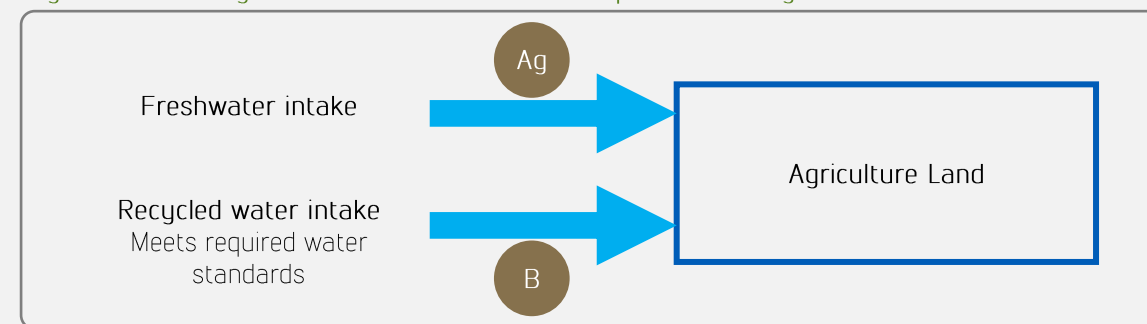 Ag
Freshwater intake
Agriculture Land
Recycled water intake
Meets required water
standards
B